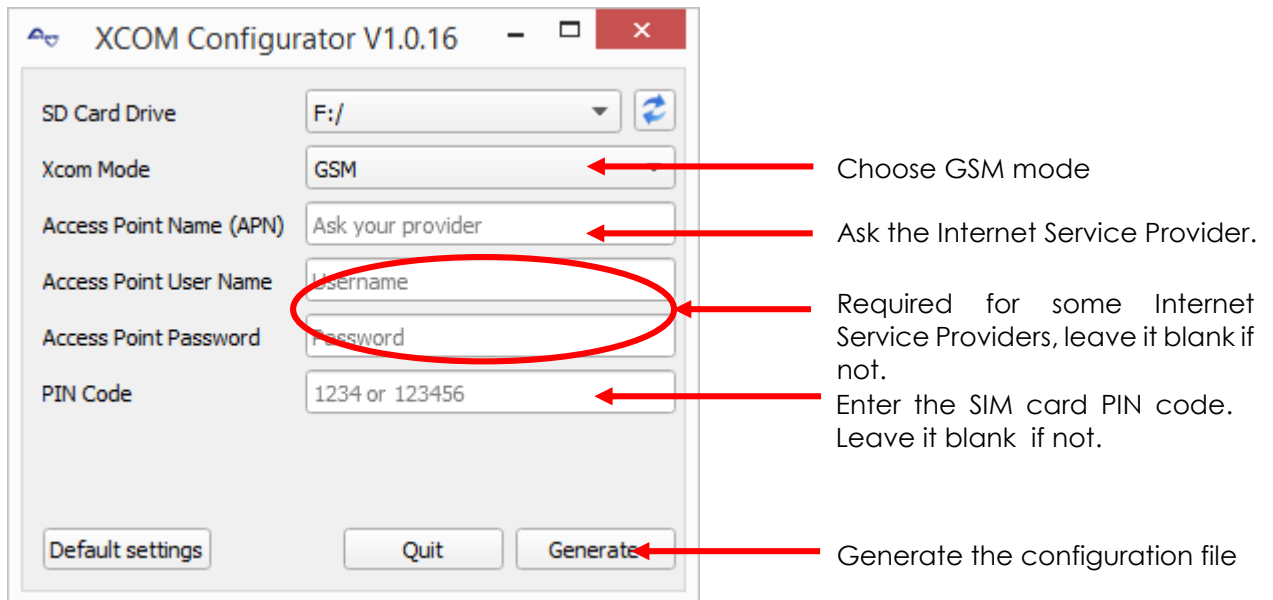 XCOM Configurator V1.0.16
SD Card Drive
F:/
Xcom Mode
GSM
Choose GSM mode
Access Point Name (APN)
Ask your provider
Ask the Internet Service Provider.
Access Point User Name
Username
Access Point Password
Password
Required for some Internet
Service Providers, leave it blank if
not.
PIN Code
1234 or 123456
Enter the SIM card PIN code.
Leave it blank if not.
Default settings
Quit
Generate
Generate the configuration file